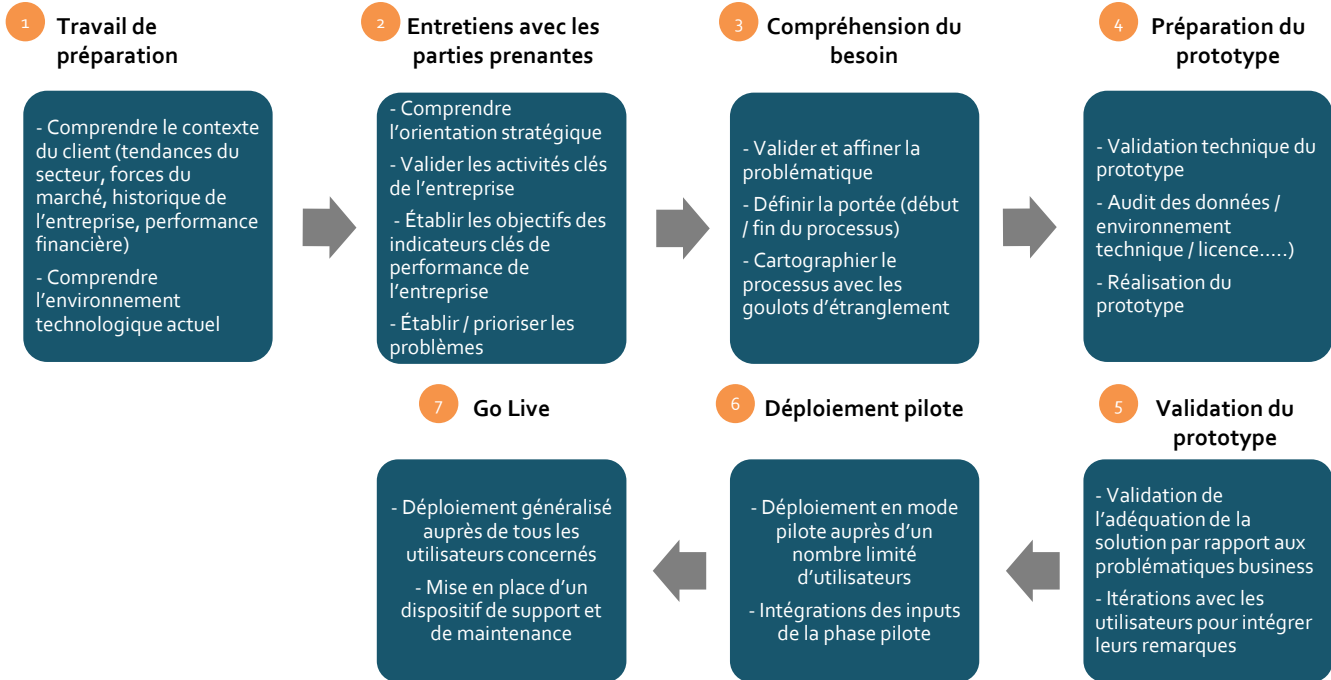 1
Travail de
préparation
- Comprendre le contexte
du client (tendances du
secteur, forces du
marché, historique de
l'entreprise, performance
financière)
- Comprendre
l'environnement
technologique actuel
2
Entretiens avec les
parties prenantes
- Comprendre
l'orientation stratégique
- Valider les activités clés
de l'entreprise
- Établir les objectifs des
indicateurs clés de
performance de
l'entreprise
- Établir / prioriser les
problèmes
3
Compréhension du
besoin
- Valider et affiner la
problématique
- Définir la portée (début
/ fin du processus)
- Cartographier le
processus avec les
goulots d'étranglement
4
Préparation du
prototype
- Validation technique du
prototype
- Audit des données /
environnement
technique / licence.....)
- Réalisation du
prototype
5
Validation du
prototype
- Validation de
l'adéquation de la
solution par rapport aux
problématiques business
- Itérations avec les
utilisateurs pour intégrer
leurs remarques
6
Déploiement pilote
- Déploiement en mode
pilote auprès d'un
nombre limité
d'utilisateurs
- Intégrations des inputs
de la phase pilote
7
Go Live
- Déploiement généralisé
auprès de tous les
utilisateurs concernés
- Mise en place d'un
dispositif de support et
de maintenance